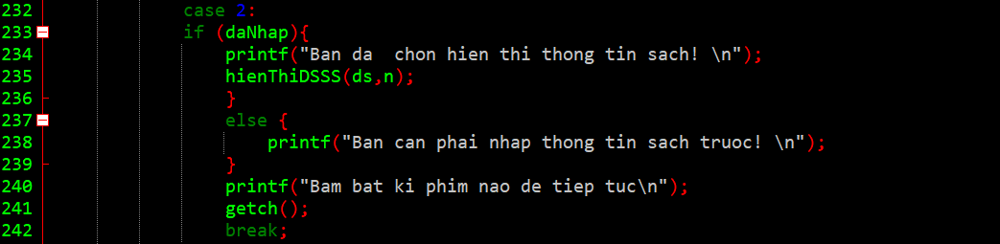 232 case 2:
233 if (daNhap){
234 printf("Ban da  chon hien thi thong tin sach! \n");
235 hienThiDSSS(ds,n);
236 }
237 else {
238 printf("Ban can phai nhap thong tin sach truoc! \n");
239 }
240 printf("Bam bat ki phim nao de tiep tuc\n");
241 getch();
242 break;